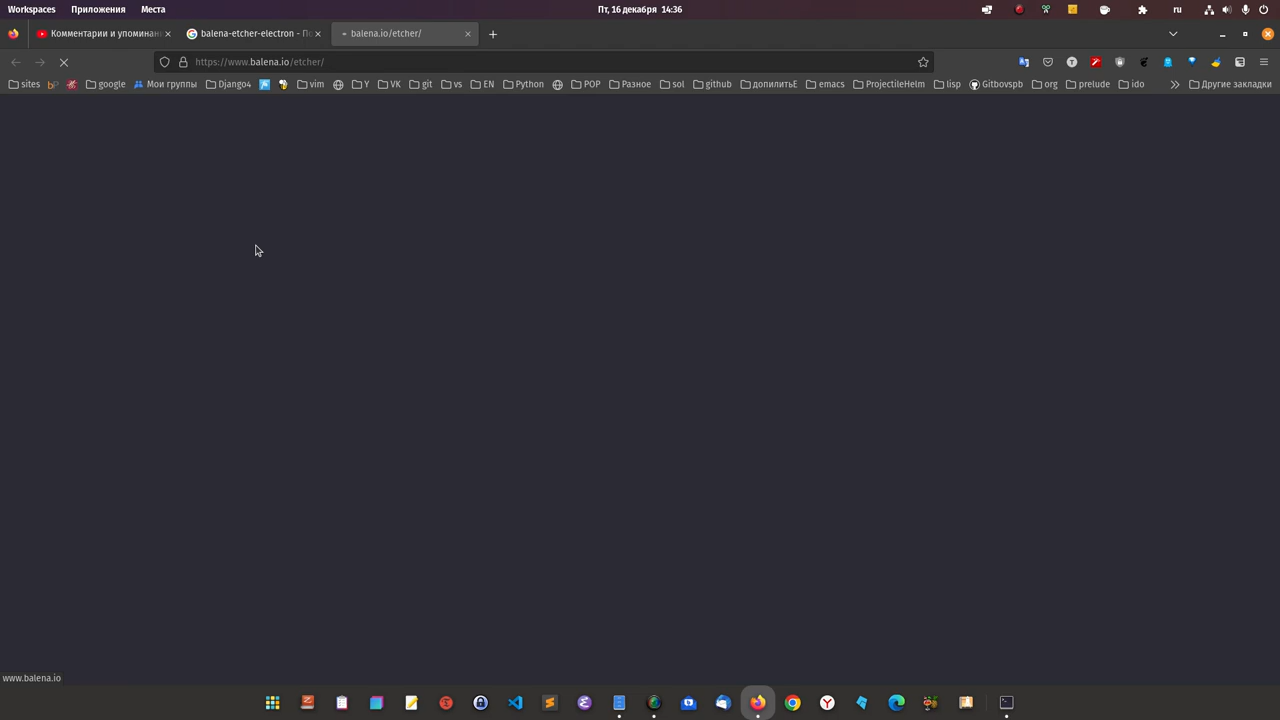 Workspaces Приложения Места Пт, 16 декабря 14:36 ru
Комментарии и упоминан balena-etcher-electron - По balena.io/etcher/
https://www.balena.io/etcher/
sites google Мои группы Django4 vim Y VK git vs EN Python POP Разное sol github допилитьЕ emacs ProjectileHelm lisp Gitbovspb org prelude ido Другие закладки
www.balena.io